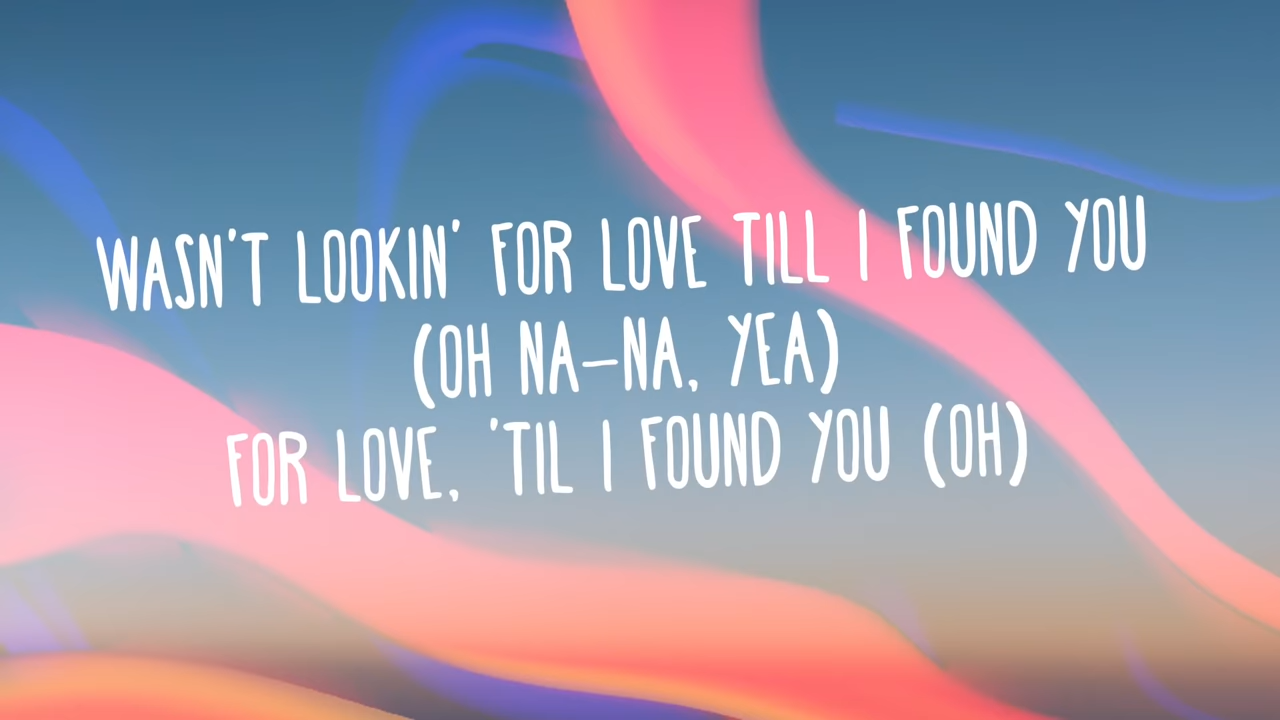 WASN'T LOOKIN' FOR LOVE TILL I FOUND YOU
(OH NA-NA, YEA)
FOR LOVE, 'TIL I FOUND YOU (OH)